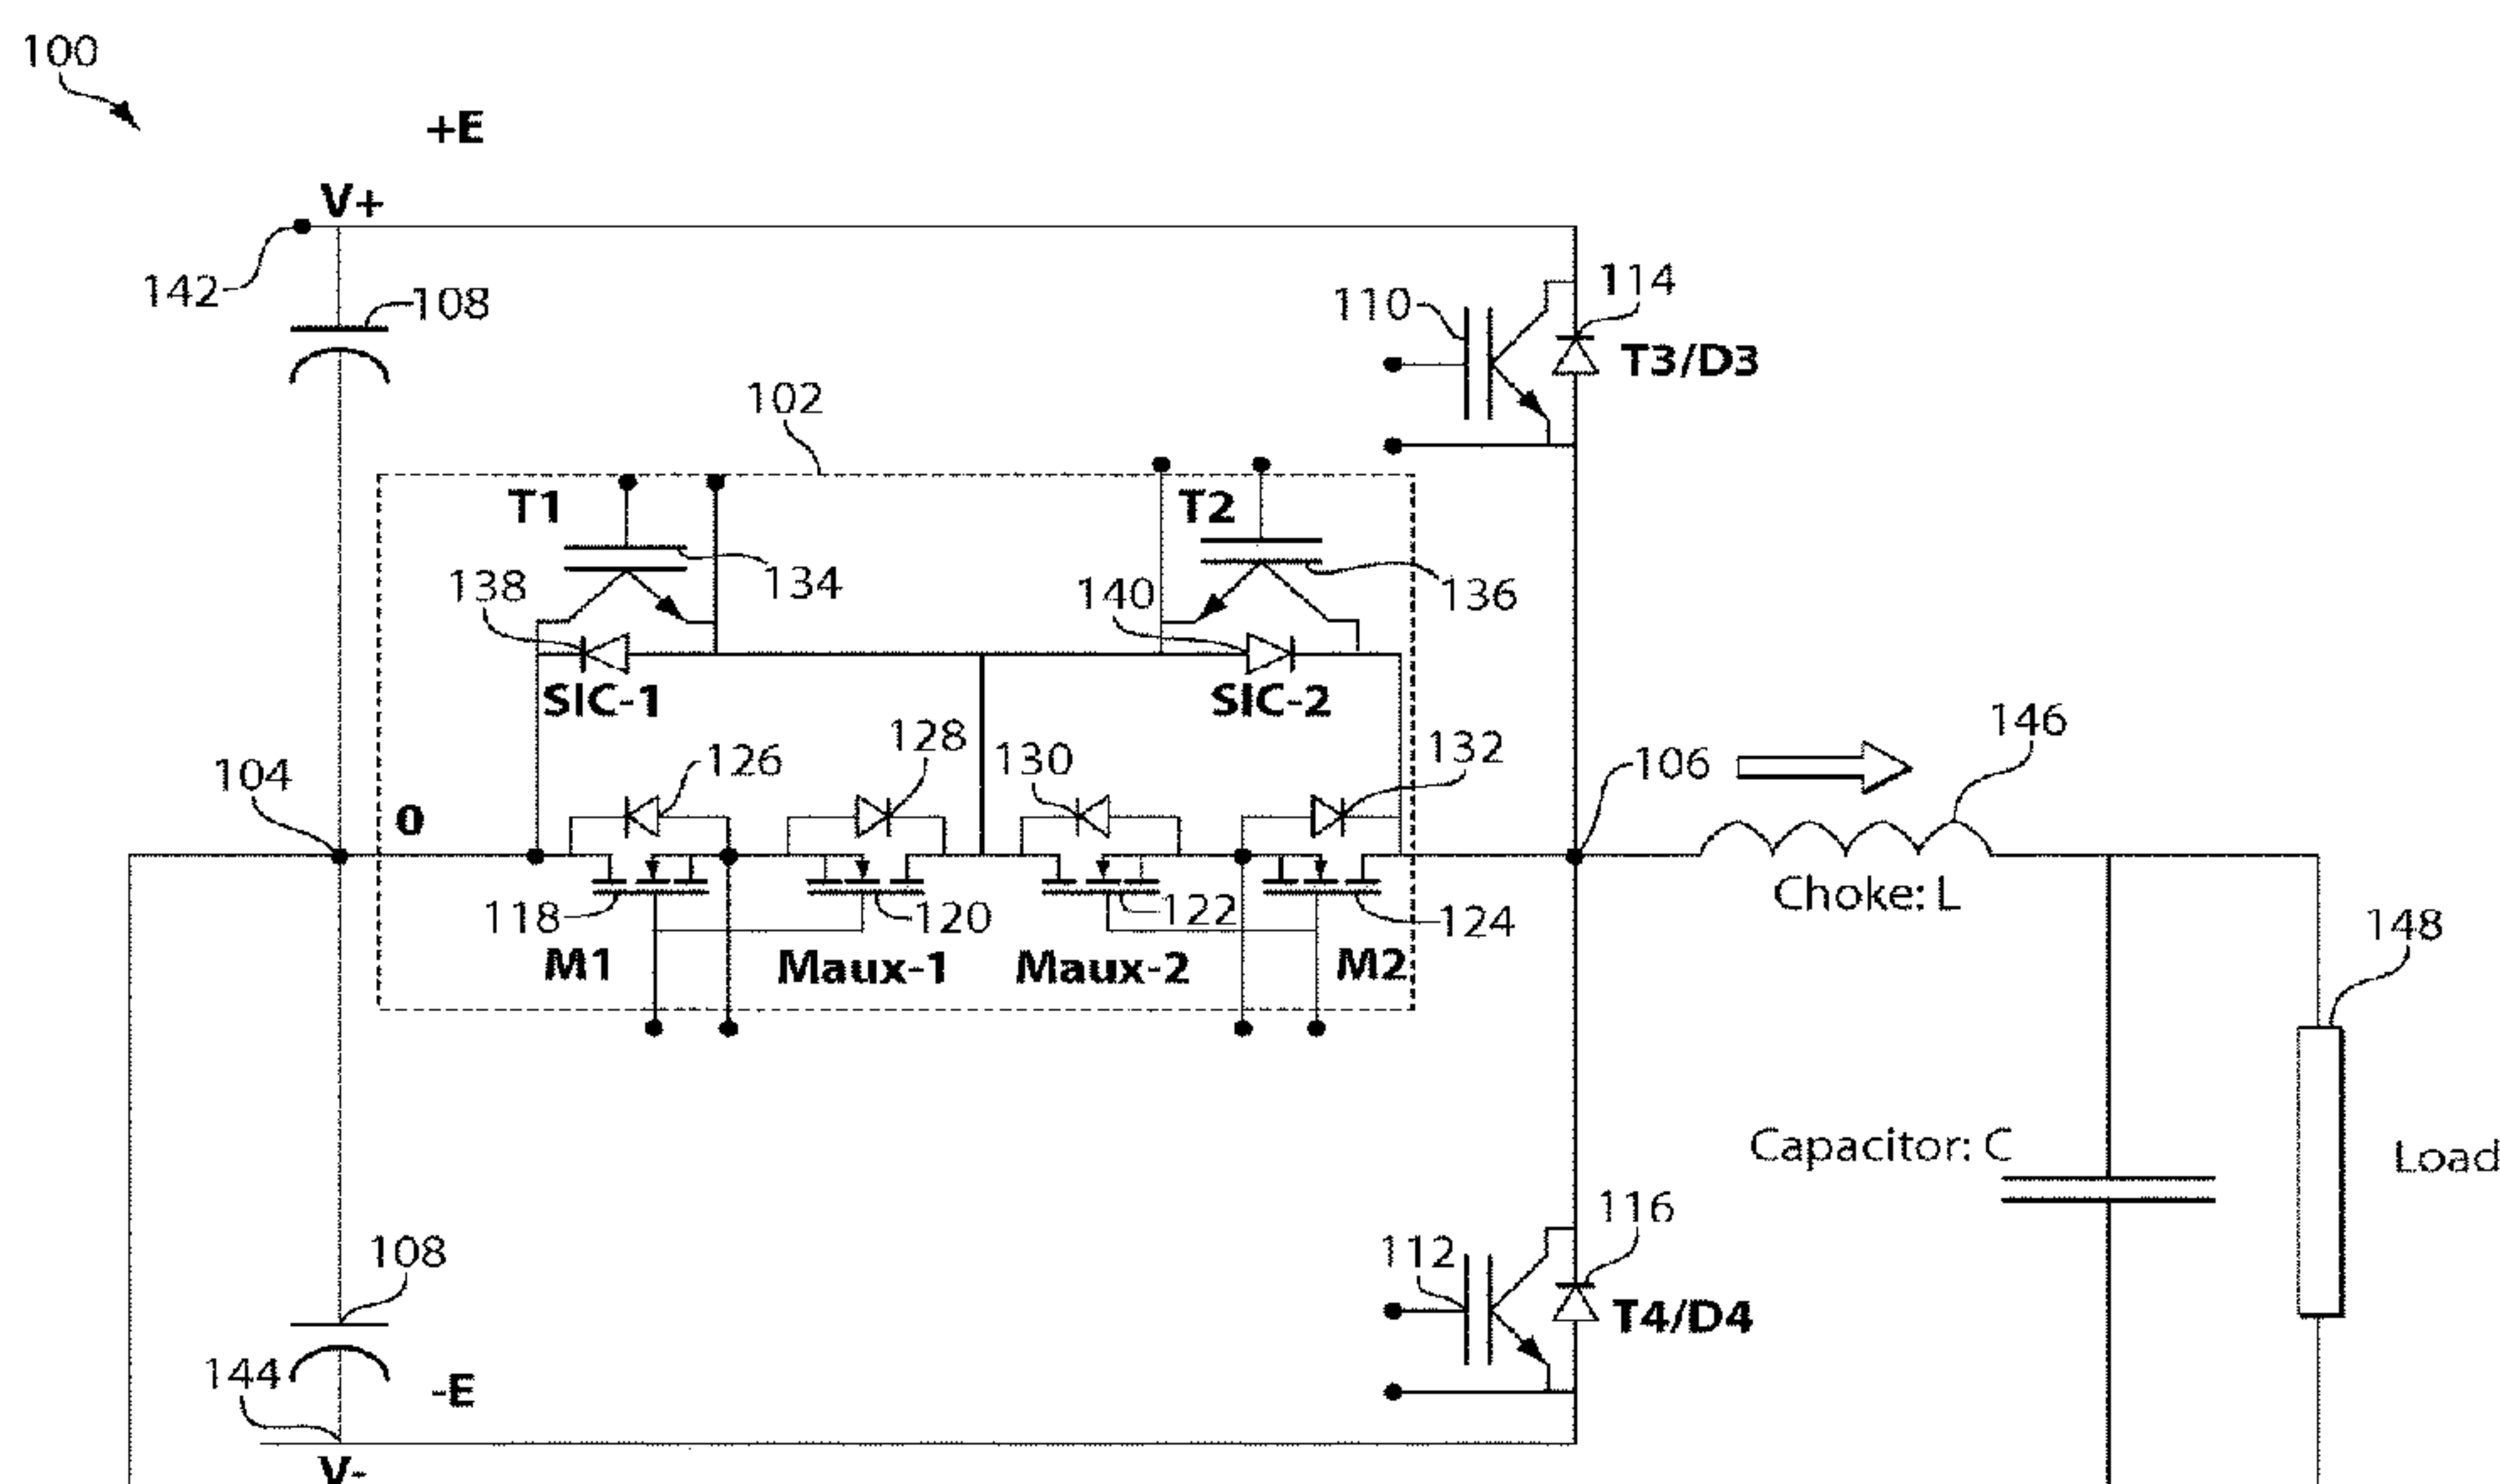 100
+E
V+
142
108
110
114
T3/D3
102
T1
T2
138
134
140
136
SIC-1
SIC-2
104
0
126
128
130
132
106
146
Choke: L
118
120
122
124
M1
Maux-1
Maux-2
M2
148
Capacitor: C
Load
108
112
116
T4/D4
144
-E
V-